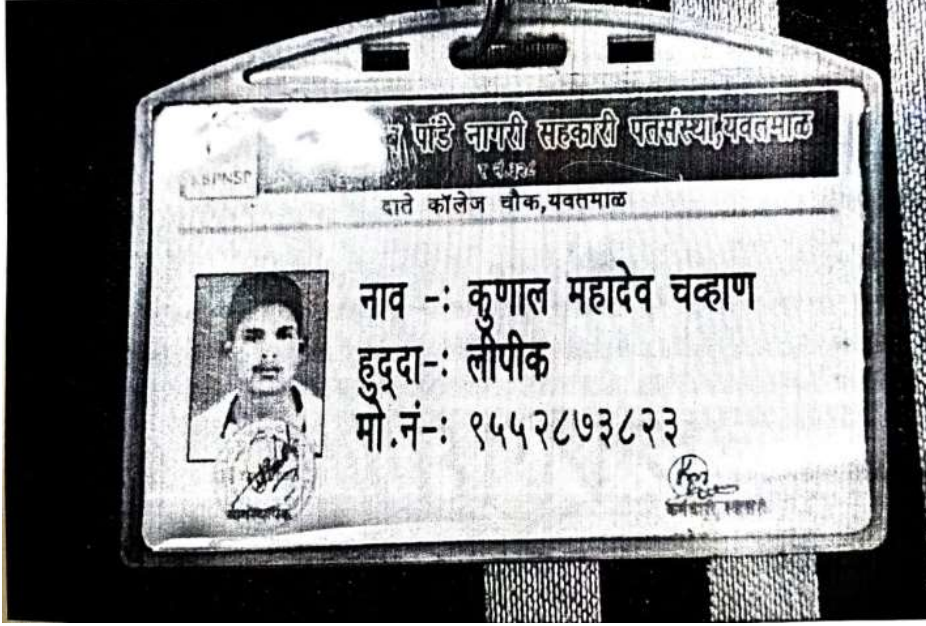 पांडे नागरी सहकारी पतसंस्था,यवतमाळ
दाते कॉलेज चौक,यवतमाळ
नाव -: कुणाल महादेव चव्हाण
हुद्दा-: लीपीक
मो.नं-: ९५५२८७३८२३